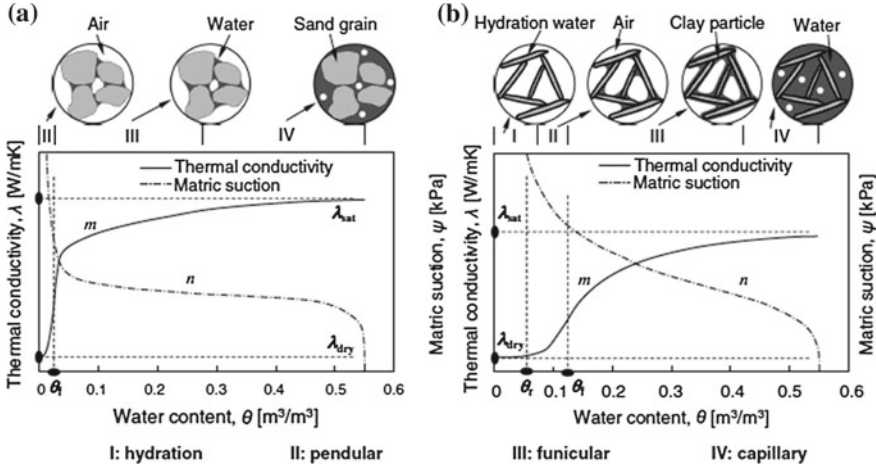 (a)
Air
Water
Sand grain
II
III
IV
Thermal conductivity, λ [W/mK]
Thermal conductivity
Matric suction
λsat
m
n
λdry
0
θf
0.1
0.2
0.3
0.4
0.5
0.6
Water content, θ [m³/m³]
Matric suction, ψ [kPa]
(b)
Hydration water
Air
Clay particle
Water
I
II
III
IV
Thermal conductivity, λ [W/mK]
Thermal conductivity
Matric suction
λsat
m
n
λdry
0
θr
0.1
θf
0.2
0.3
0.4
0.5
0.6
Water content, θ [m³/m³]
Matric suction, ψ [kPa]
I: hydration
II: pendular
III: funicular
IV: capillary